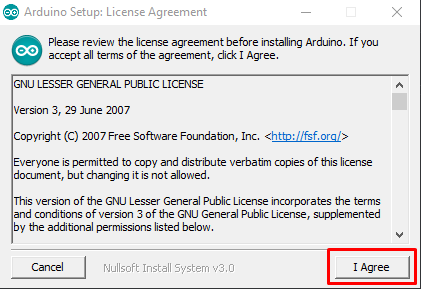 Arduino Setup: License Agreement
Please review the license agreement before installing Arduino. If you
accept all terms of the agreement, click I Agree.
GNU LESSER GENERAL PUBLIC LICENSE
Version 3, 29 June 2007
Copyright (C) 2007 Free Software Foundation, Inc. <http://fsf.org/>
Everyone is permitted to copy and distribute verbatim copies of this license
document, but changing it is not allowed.
This version of the GNU Lesser General Public License incorporates the terms
and conditions of version 3 of the GNU General Public License, supplemented
by the additional permissions listed below.
Cancel
Nullsoft Install System v3.0
I Agree